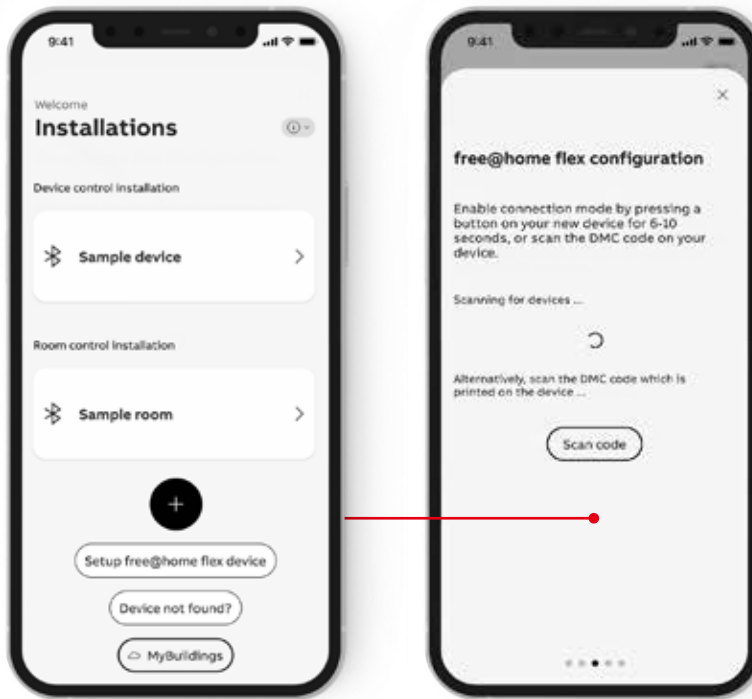 9:41
Welcome
Installations
Device control installation
Sample device
Room control installation
Sample room
+
Setup free@home flex device
Device not found?
MyBuildings
9:41
free@home flex configuration
Enable connection mode by pressing a
button on your new device for 6-10
seconds, or scan the DMC code on your
device.
Scanning for devices ...
Alternatively, scan the DMC code which is
printed on the device ...
Scan code